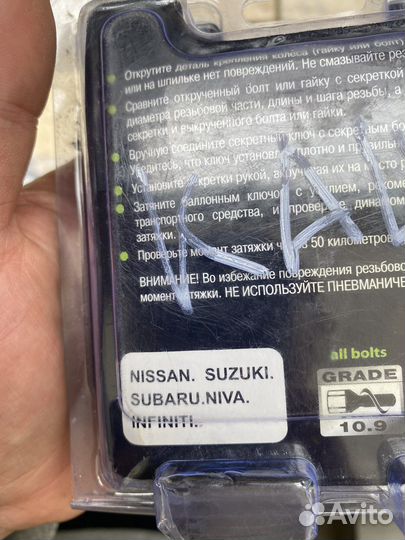 Открутите деталь крепления колеса (гайку или болт)
или на шпильке нет повреждений. Не смазывайте
Сравните открученный болт или гайку с секреткой
диаметра резьбовой части, длины и шага резьбы, а
секретки и выкрученного болта или гайки.
Вручную соедините секретный ключ с секретным
убедитесь, что ключ установлен плотно и
Установите секретки рукой, вкручивая их на
Затяните баллонным ключом с усилием,
транспортного средства, и проверьте
затяжки.
Проверьте момент затяжки через 50 километров
ВНИМАНИЕ! Во избежание повреждения
момент затяжки. НЕ ИСПОЛЬЗУЙТЕ
all bolts
GRADE
10.9
NISSAN. SUZUKI.
SUBARU.NIVA.
INFINITI.
Avito